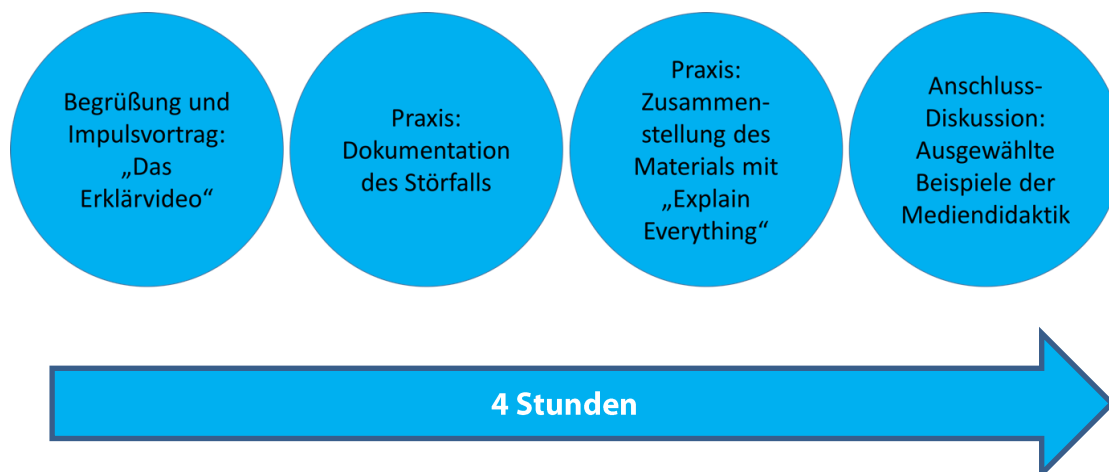 Begrüßung und
Impulsvortrag:
„Das
Erklärvideo“
Praxis:
Dokumentation
des Störfalls
Praxis:
Zusammen-
stellung des
Materials mit
„Explain
Everything“
Anschluss-
Diskussion:
Ausgewählte
Beispiele der
Mediendidaktik
4 Stunden